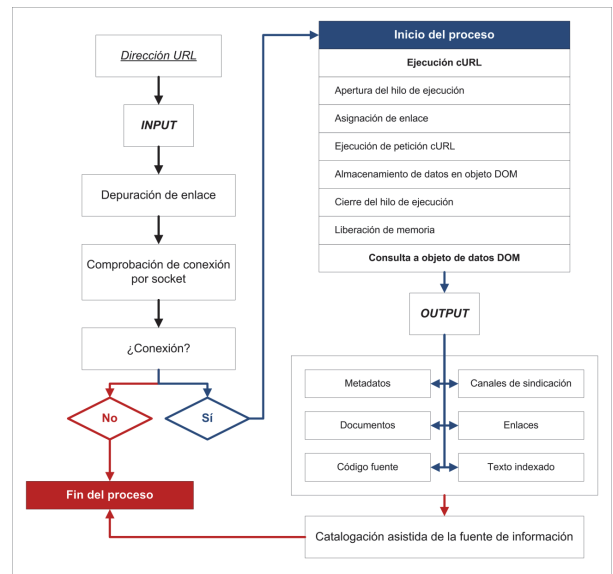 Dirección URL
INPUT
Depuración de enlace
Comprobación de conexión
por socket
¿Conexión?
No
Sí
Fin del proceso
Inicio del proceso
Ejecución cURL
Apertura del hilo de ejecución
Asignación de enlace
Ejecución de petición cURL
Almacenamiento de datos en objeto DOM
Cierre del hilo de ejecución
Liberación de memoria
Consulta a objeto de datos DOM
OUTPUT
Metadatos
Canales de sindicación
Documentos
Enlaces
Código fuente
Texto indexado
Catalogación asistida de la fuente de información